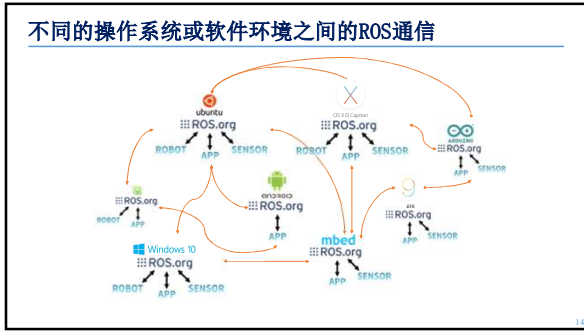 不同的操作系统或软件环境之间的ROS通信
ubuntu
ROS.org
ROBOT APP SENSOR
OS X El Capitan
ROS.org
ROBOT APP SENSOR
ARDUINO
ROS.org
APP SENSOR
ROS.org
ROBOT APP
android
ROS.org
APP
9
iOS
ROS.org
APP SENSOR
Windows 10
ROS.org
ROBOT APP SENSOR
mbed
ROS.org
APP SENSOR
14